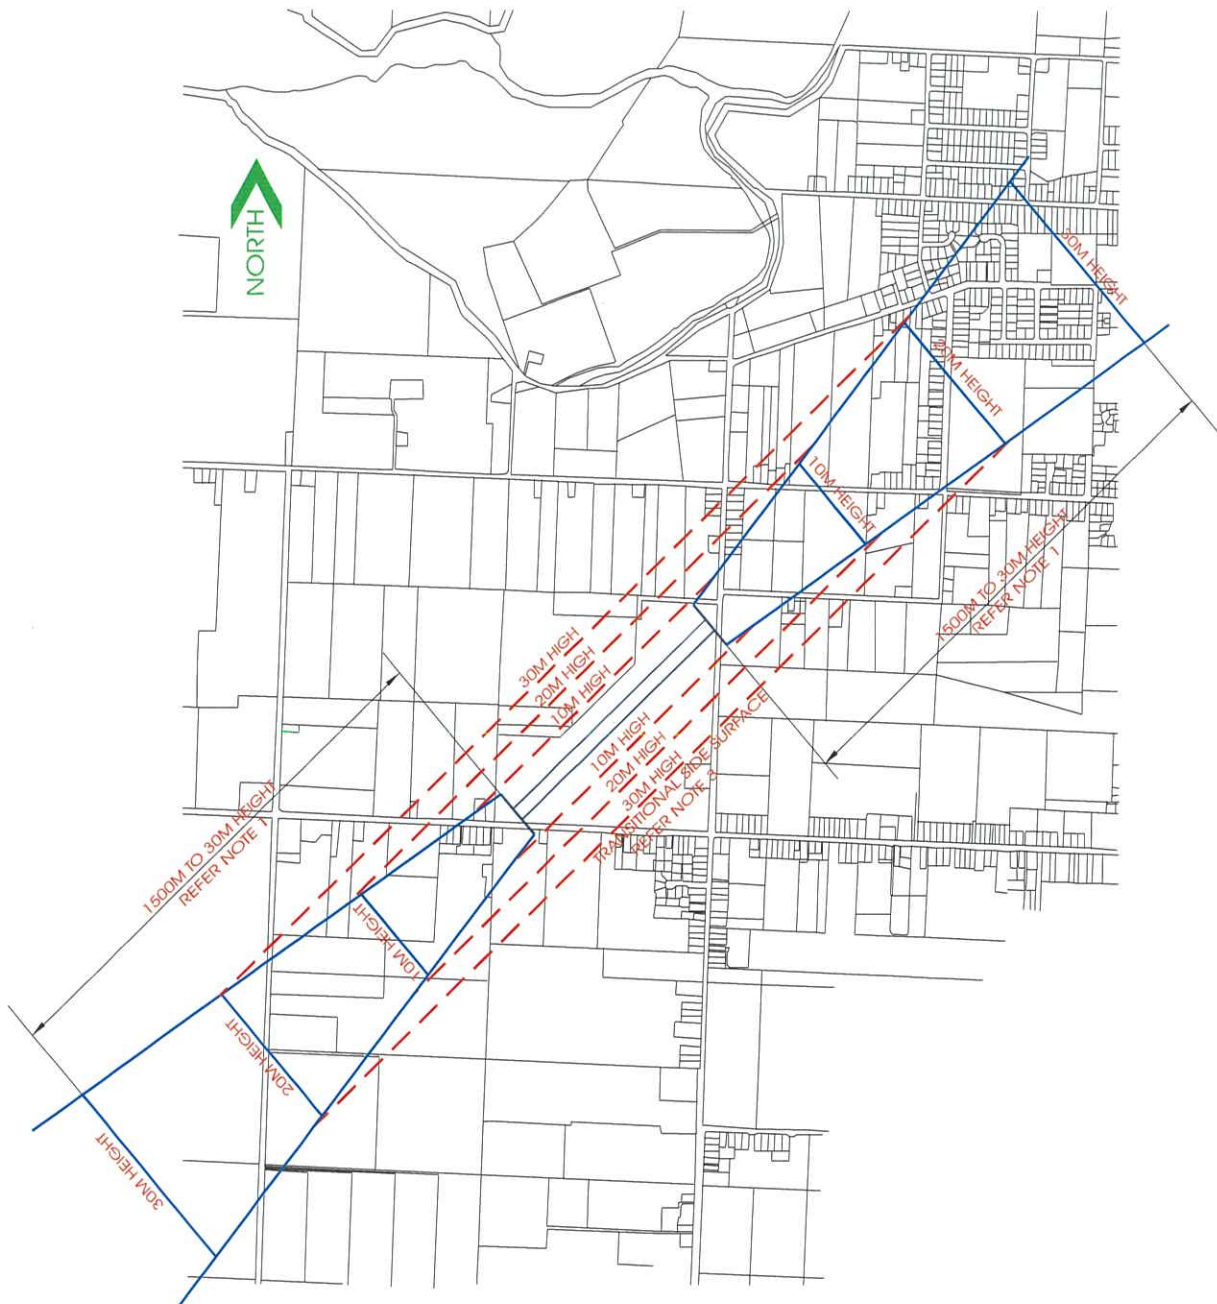 NORTH
30M HEIGHT
20M HEIGHT
10M HEIGHT
1500M TO 30M HEIGHT
REFER NOTE 1
30M HIGH
20M HIGH
10M HIGH
10M HIGH
20M HIGH
30M HIGH
TRANSITIONAL SIDE SURFACE
REFER NOTE 3
1500M TO 30M HEIGHT
REFER NOTE 1
10M HEIGHT
20M HEIGHT
30M HEIGHT